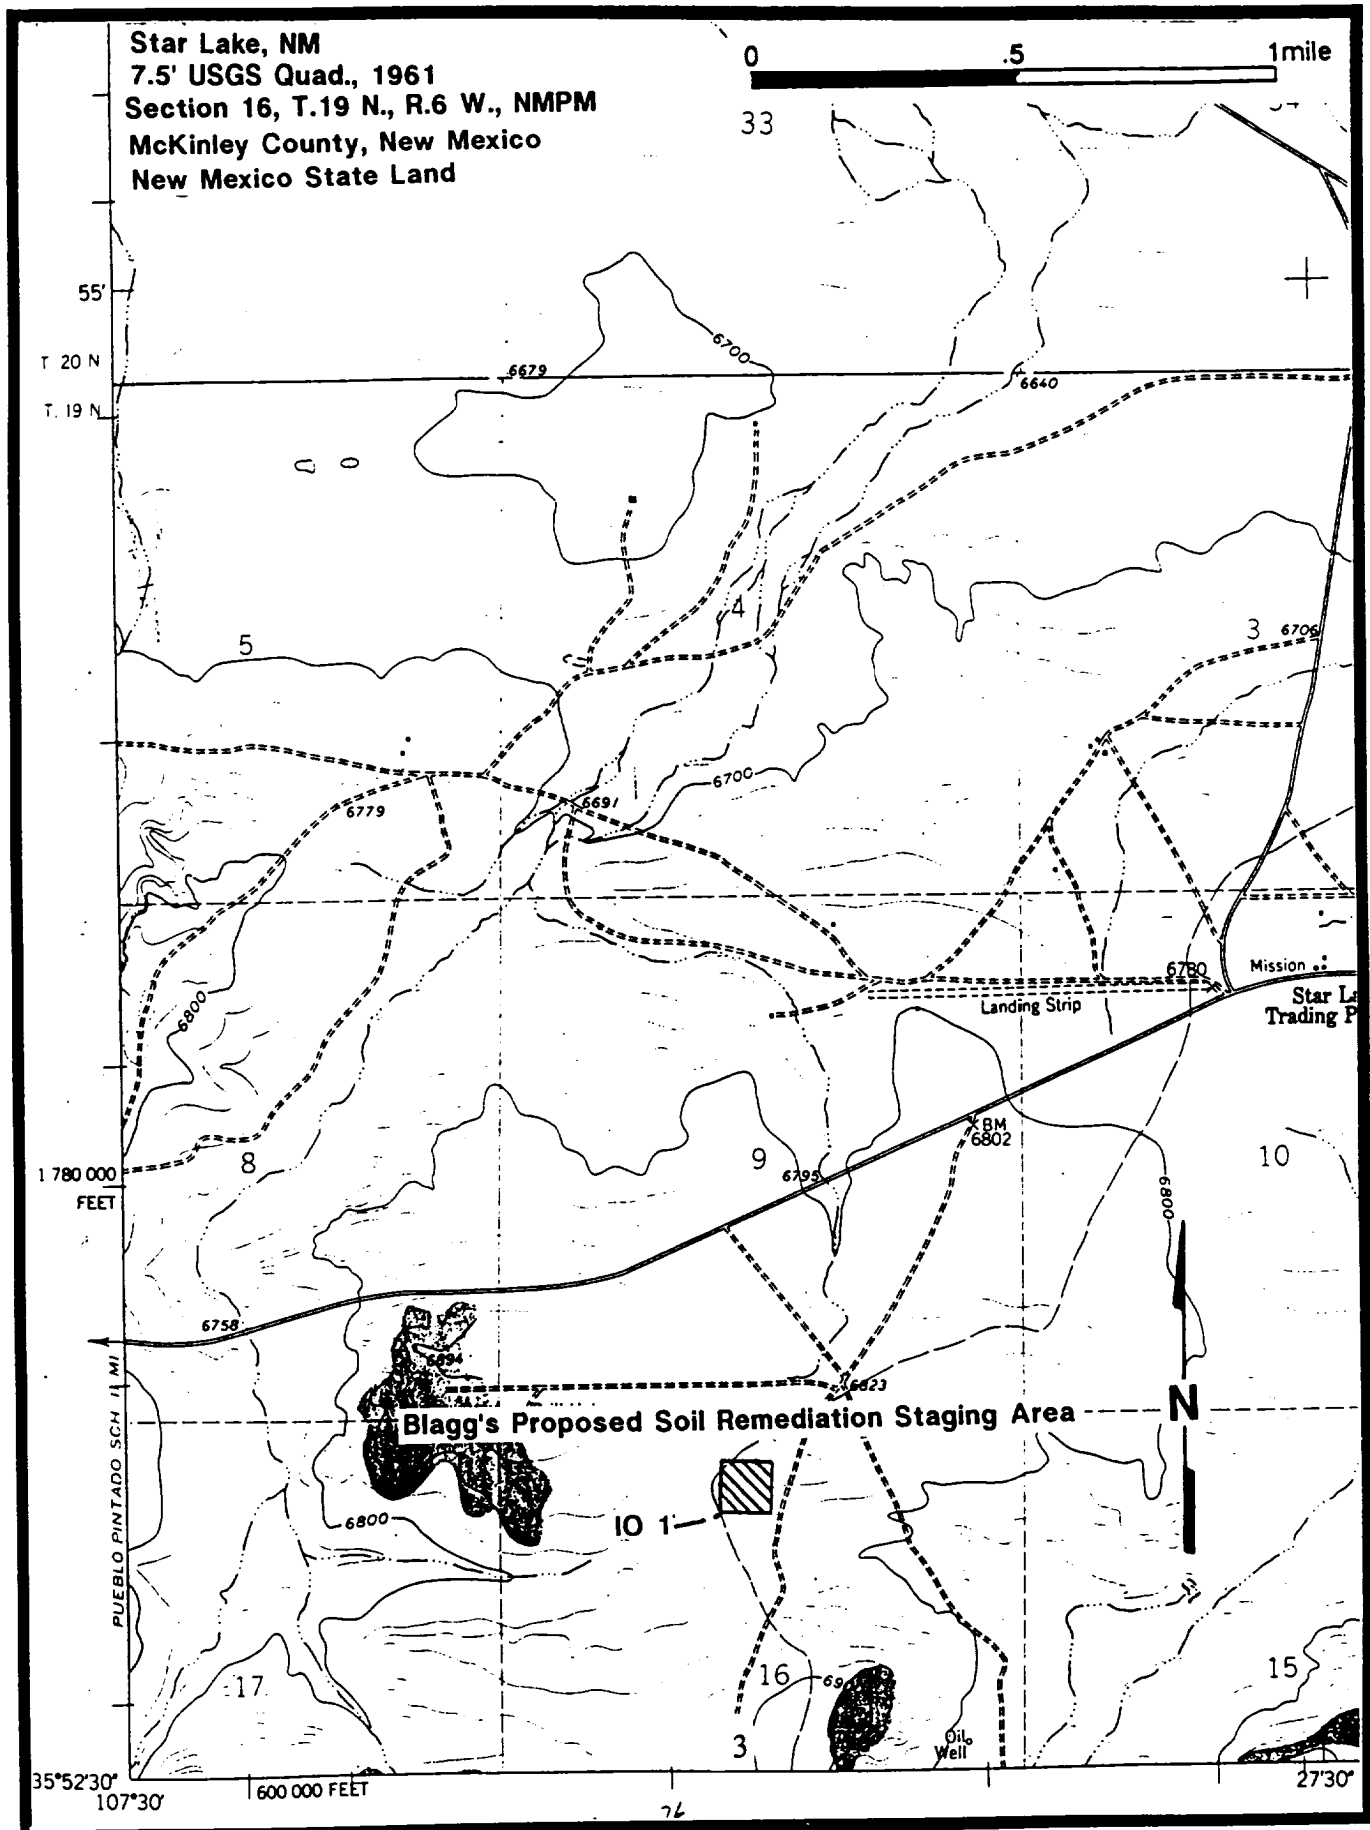 Star Lake, NM
7.5' USGS Quad., 1961
Section 16, T.19 N., R.6 W., NMPM
McKinley County, New Mexico
New Mexico State Land
0 .5 1 mile
33
55'
T 20 N
6679
6700
6640
T. 19 N
4
5
3
6706
6700
6779
6691
6800
6780
Mission
Landing Strip
Star
Trading
BM
6802
8
9
10
6795
1 780 000
FEET
6800
6758
6894
6823
PUEBLO PINTADO SCH 11 MI
Blagg's Proposed Soil Remediation Staging Area
N
6800
IO 1'
17
16
15
Oil
Well
3
35°52'30"
107°30'
600 000 FEET
27'30"